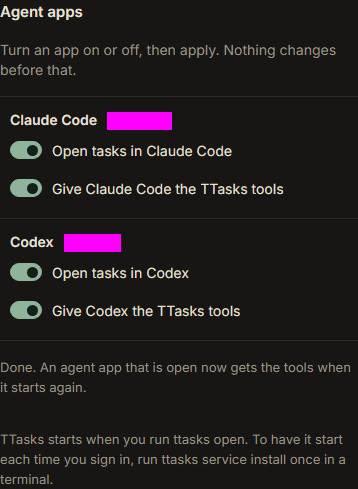 Agent apps
Turn an app on or off, then apply. Nothing changes
before that.
Claude Code
Open tasks in Claude Code
Give Claude Code the TTasks tools
Codex
Open tasks in Codex
Give Codex the TTasks tools
Done. An agent app that is open now gets the tools when
it starts again.
TTasks starts when you run ttasks open. To have it start
each time you sign in, run ttasks service install once in a
terminal.